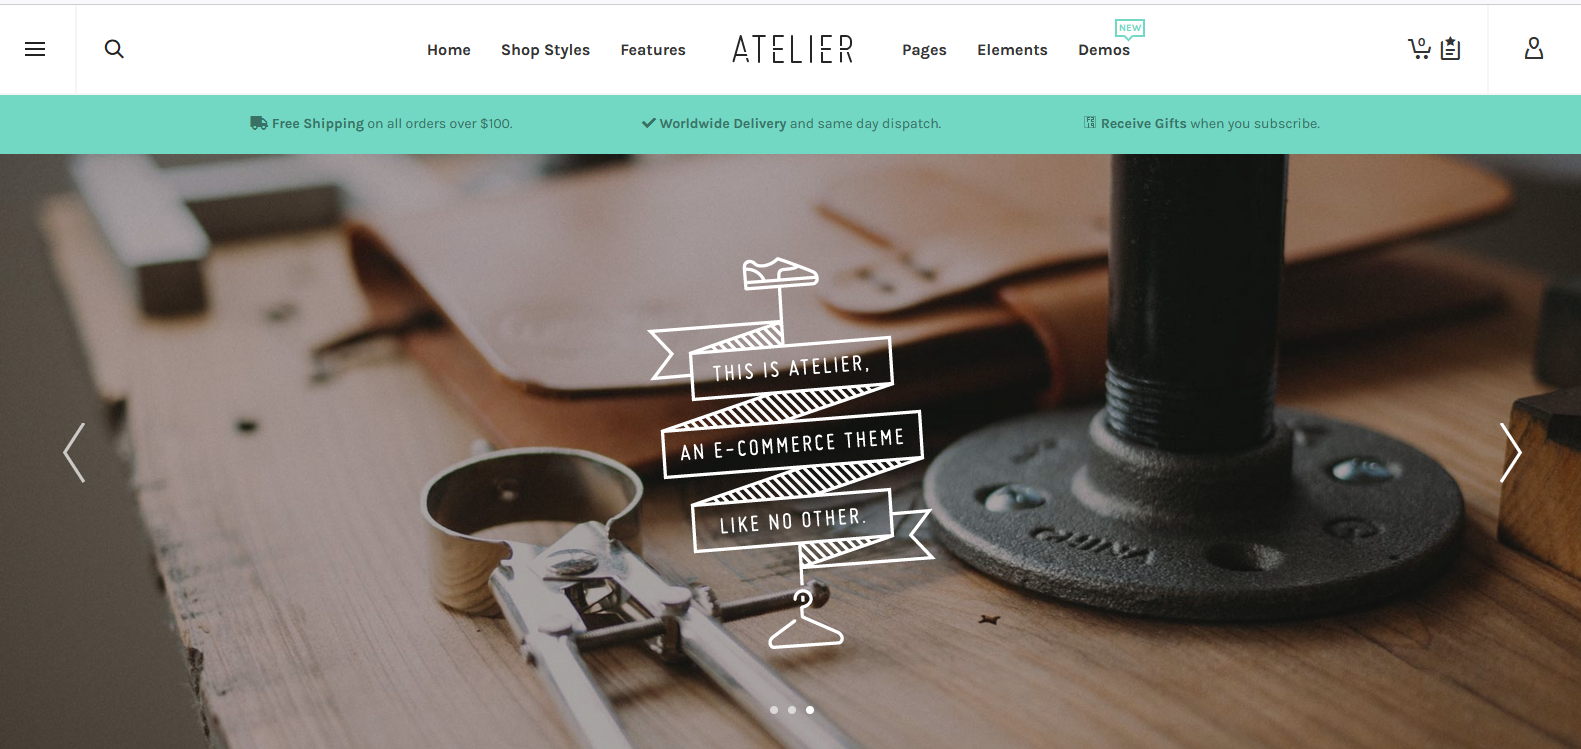 NEW
Home Shop Styles Features ATELIER Pages Elements Demos 0
Free Shipping on all orders over $100. Worldwide Delivery and same day dispatch. Receive Gifts when you subscribe.
THIS IS ATELIER,
AN E-COMMERCE THEME
LIKE NO OTHER.
CHINA